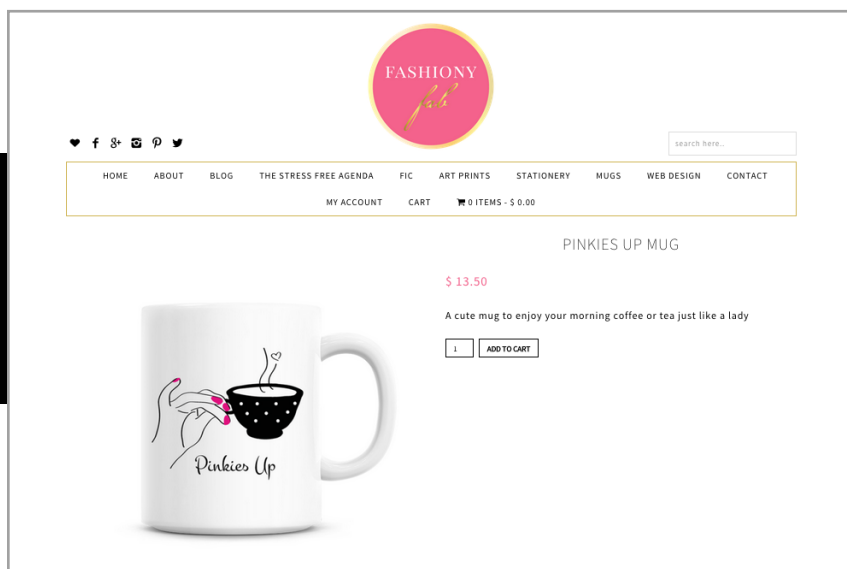 FASHIONY
fab
search here..
HOME ABOUT BLOG THE STRESS FREE AGENDA FIC ART PRINTS STATIONERY MUGS WEB DESIGN CONTACT
MY ACCOUNT CART 0 ITEMS - $ 0.00
PINKIES UP MUG
$ 13.50
A cute mug to enjoy your morning coffee or tea just like a lady
1 ADD TO CART
Pinkies Up